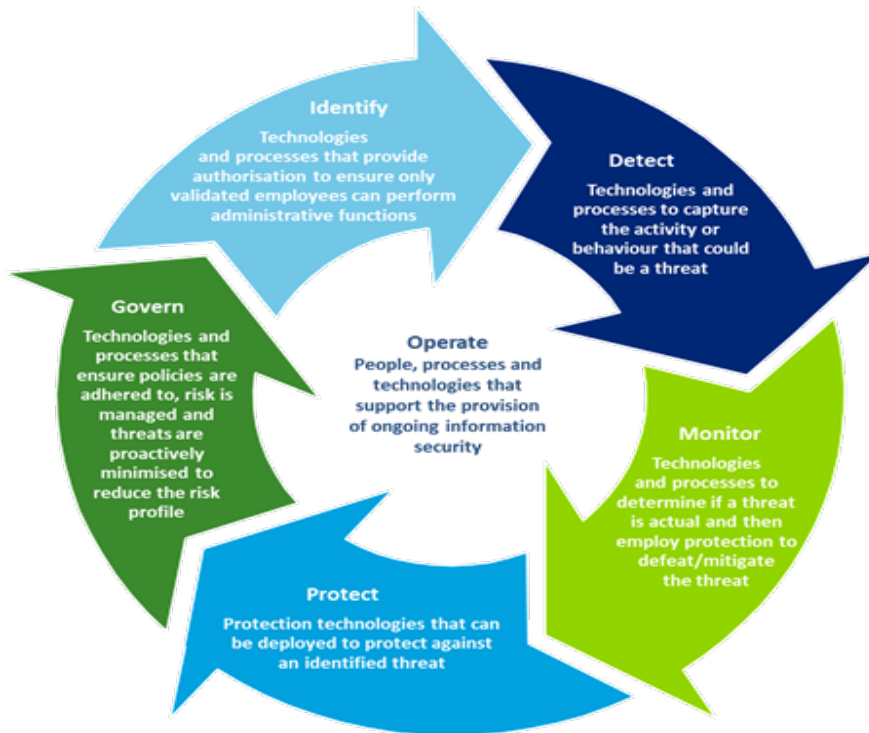 Identify
Technologies
and processes that provide
authorisation to ensure only
validated employees can perform
administrative functions
Detect
Technologies and
processes to capture
the activity or
behaviour that could
be a threat
Monitor
Technologies
and processes to
determine if a threat
is actual and then
employ protection to
defeat/mitigate
the threat
Protect
Protection technologies that can
be deployed to protect against
an identified threat
Govern
Technologies and
processes that
ensure policies are
adhered to, risk is
managed and
threats are
proactively
minimised to
reduce the risk
profile
Operate
People, processes and
technologies that
support the provision
of ongoing information
security